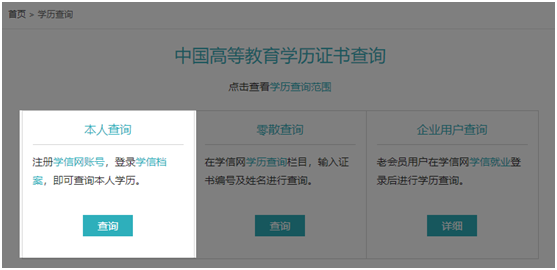 首页 > 学历查询
中国高等教育学历证书查询
点击查看学历查询范围
本人查询
注册学信网账号，登录学信档
案，即可查询本人学历。
查询
零散查询
在学信网学历查询栏目，输入证
书编号及姓名进行查询。
查询
企业用户查询
老会员用户在学信网学信就业登
录后进行学历查询。
详细